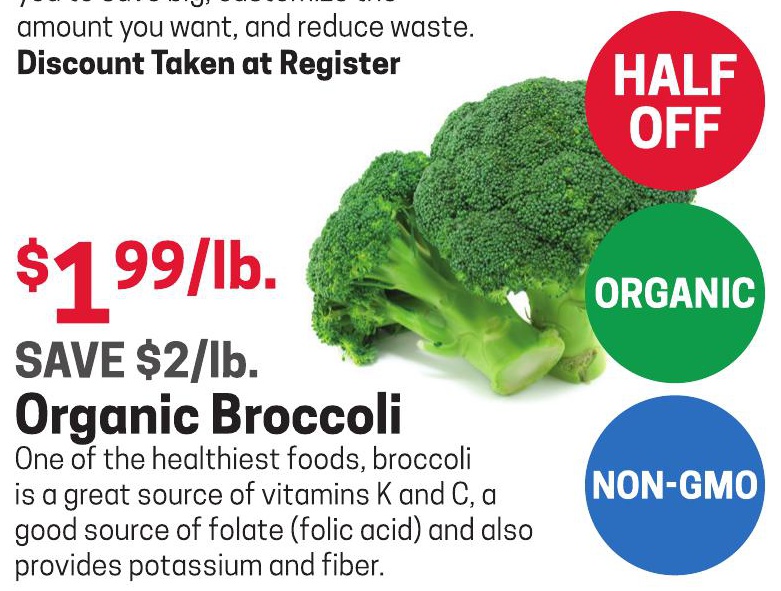 amount you want, and reduce waste.
Discount Taken at Register
HALF
OFF
$1.99/lb.
SAVE $2/lb.
ORGANIC
Organic Broccoli
One of the healthiest foods, broccoli
is a great source of vitamins K and C, a
good source of folate (folic acid) and also
provides potassium and fiber.
NON-GMO